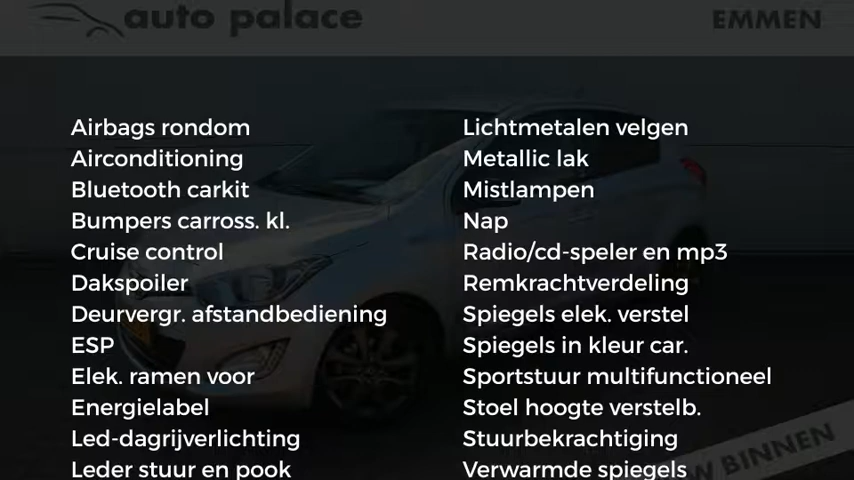 auto palace
EMMEN
Airbags rondom
Airconditioning
Bluetooth carkit
Bumpers carross. kl.
Cruise control
Dakspoiler
Deurvergr. afstandbediening
ESP
Elek. ramen voor
Energielabel
Led-dagrijverlichting
Leder stuur en pook
Lichtmetalen velgen
Metallic lak
Mistlampen
Nap
Radio/cd-speler en mp3
Remkrachtverdeling
Spiegels elek. verstel
Spiegels in kleur car.
Sportstuur multifunctioneel
Stoel hoogte verstelb.
Stuurbekrachtiging
Verwarmde spiegels
W BINNEN